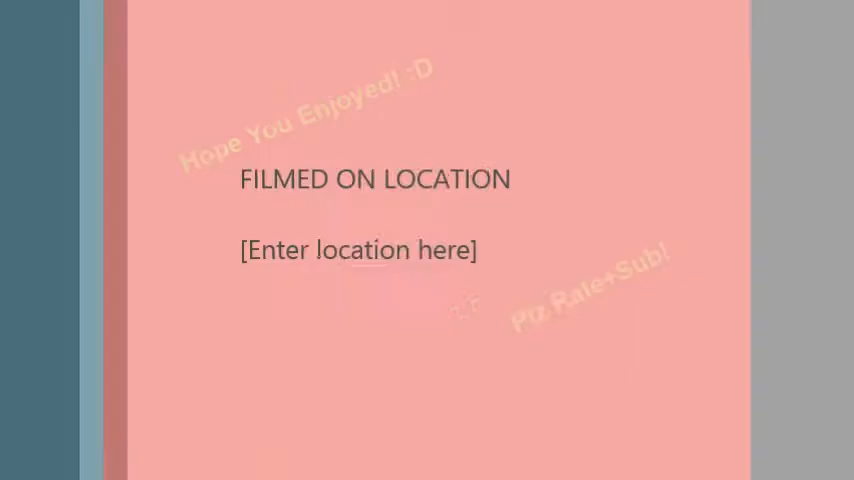 Hope You Enjoyed! :D
FILMED ON LOCATION
[Enter location here]
Plz Rate+Sub!